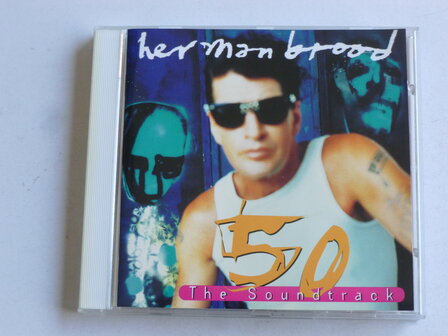 herman brood
50
The Soundtrack